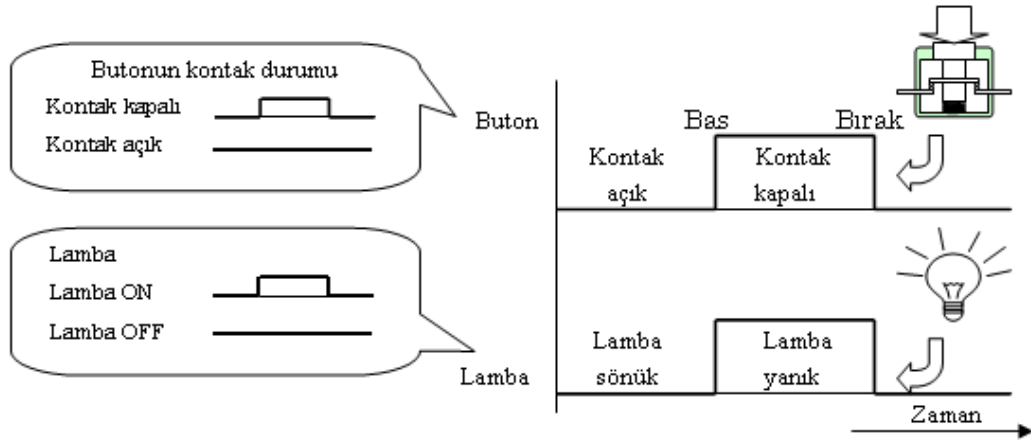 Butonun kontak durumu
Kontak kapalı
Kontak açık
Buton
Bas
Bırak
Kontak
açık
Kontak
kapalı
Lamba
Lamba ON
Lamba OFF
Lamba
Lamba
sönük
Lamba
yanık
Zaman